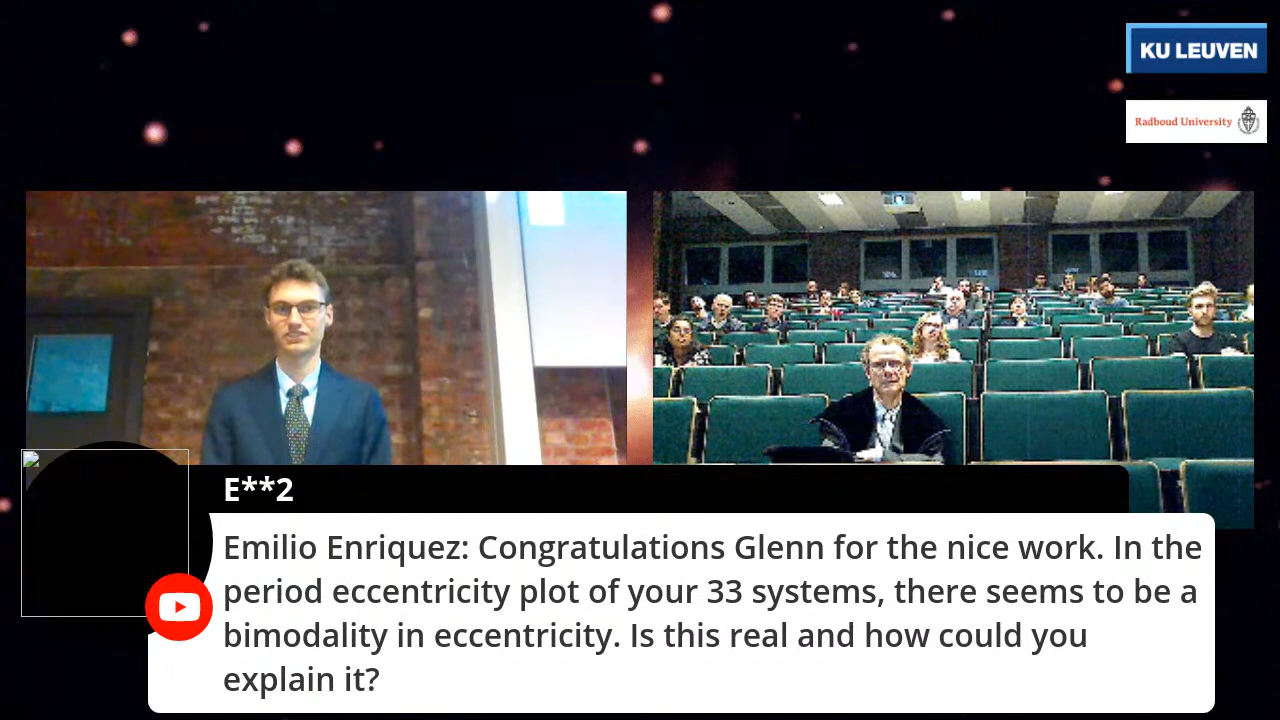 KU LEUVEN
Radboud University
E**2
Emilio Enriquez: Congratulations Glenn for the nice work. In the
period eccentricity plot of your 33 systems, there seems to be a
bimodality in eccentricity. Is this real and how could you
explain it?